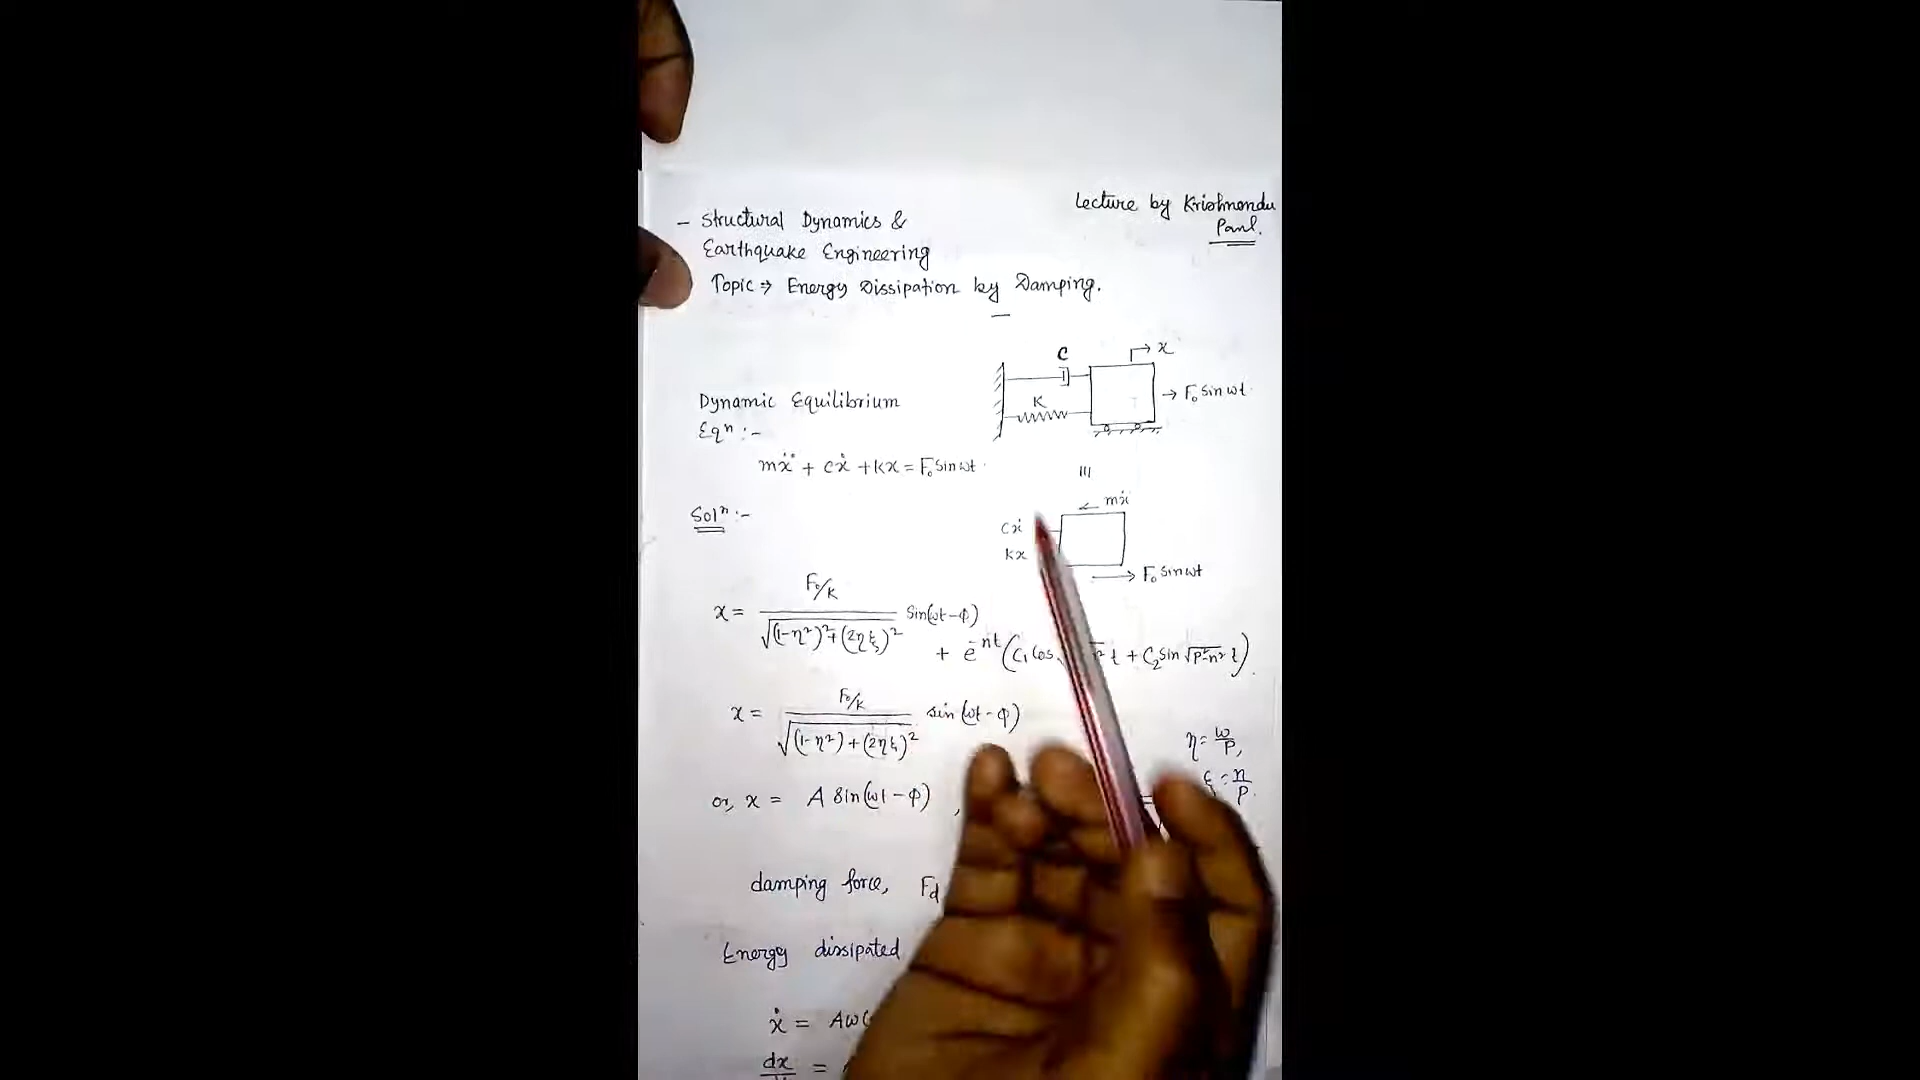 Lecture by Krishnendu
Paul.
- Structural Dynamics &
Earthquake Engineering
Topic ⇒ Energy Dissipation by Damping.
C
x
K
F₀ Sin ωt
Dynamic Equilibrium
Eqⁿ :-
mẍ + cẋ + kx = F₀ Sin ωt
mẍ
Cẋ
kx
F₀ Sin ωt
Solⁿ :-
x = F₀/K / √((1-η²)² + (2ηξ)²) Sin(ωt-φ)
+ e^-nt (C₁ Cos t + C₂ sin √p²-n² t)
x = F₀/K / √((1-η²) + (2ηξ)²) sin (ωt-φ)
η = ω/P,
ξ = n/P.
or, x = A Sin(ωt-φ) ,
damping force, Fd
Energy dissipated
ẋ = Aω
dx =